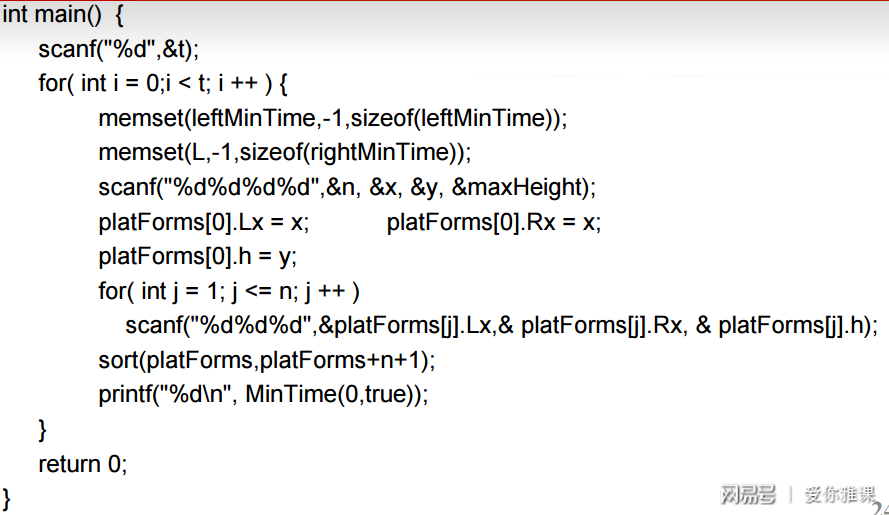 int main() {
scanf("%d",&t);
for( int i = 0;i < t; i ++ ) {
memset(leftMinTime,-1,sizeof(leftMinTime));
memset(L,-1,sizeof(rightMinTime));
scanf("%d%d%d%d",&n, &x, &y, &maxHeight);
platForms[0].Lx = x; platForms[0].Rx = x;
platForms[0].h = y;
for( int j = 1; j <= n; j ++ )
scanf("%d%d%d",&platForms[j].Lx,& platForms[j].Rx, & platForms[j].h);
sort(platForms,platForms+n+1);
printf("%d\n", MinTime(0,true));
}
return 0;
}
网易号 | 爱你雅课